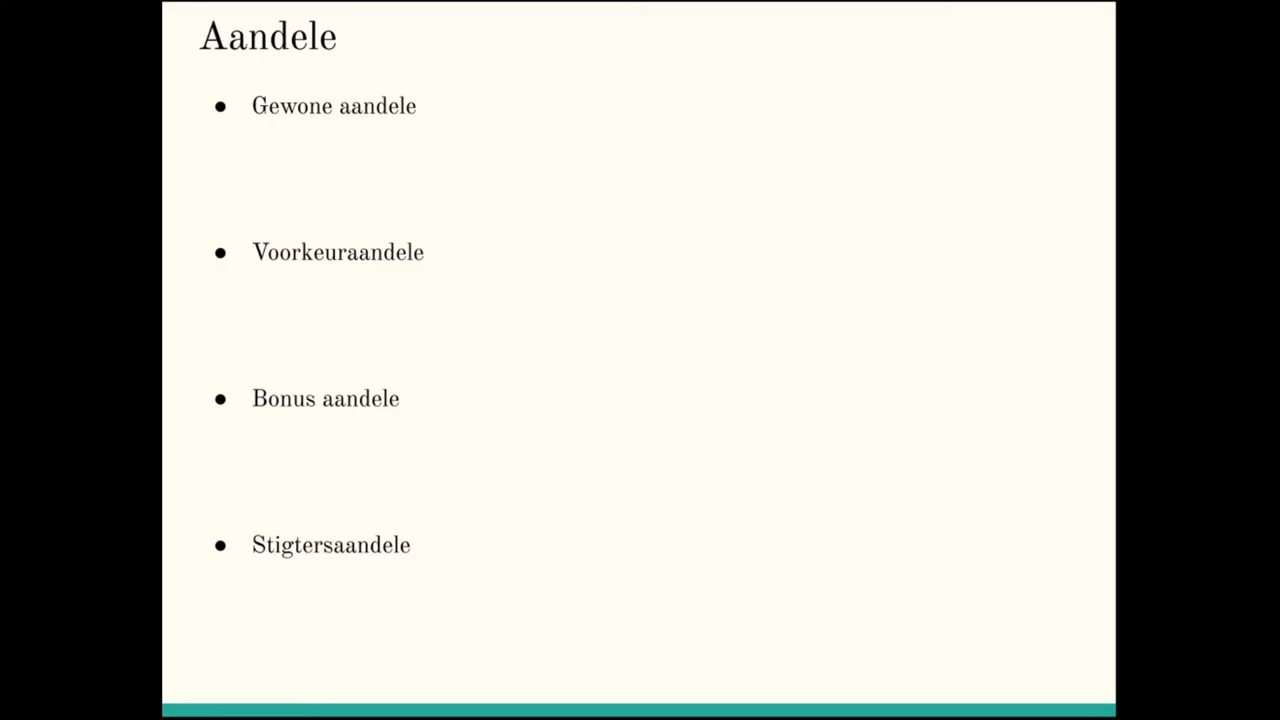 Aandele
● Gewone aandele
● Voorkeuraandele
● Bonus aandele
● Stigtersaandele